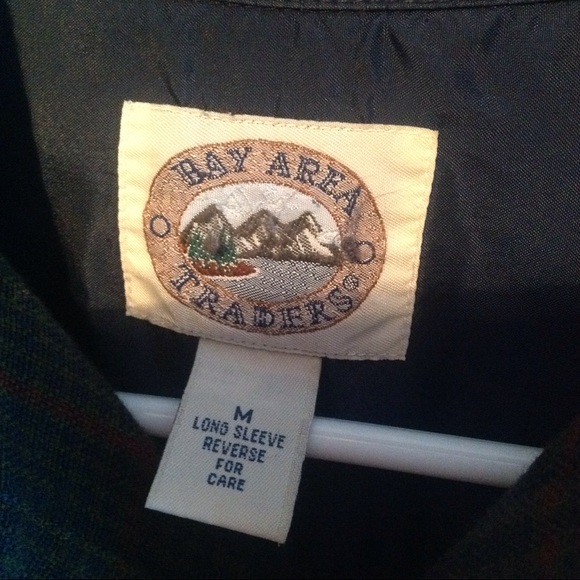 BAY AREA
TRADERS®
M
LONG SLEEVE
REVERSE
FOR
CARE